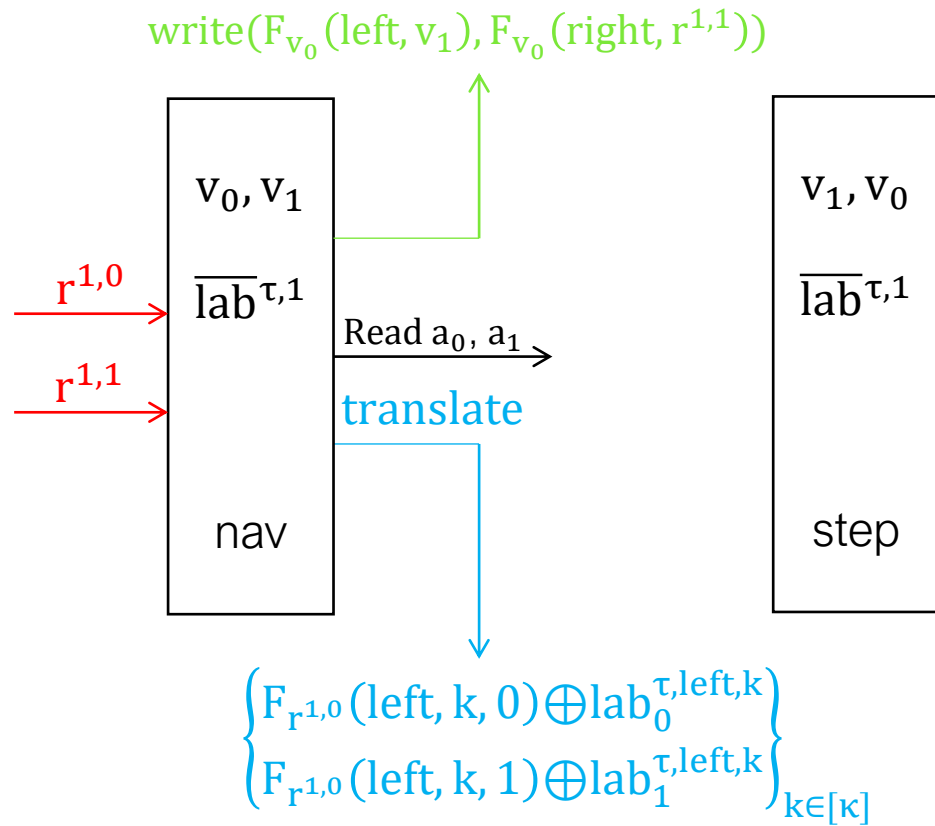 write(F_{v_0}(left, v_1), F_{v_0}(right, r^{1,1}))
v_0, v_1
\overline{lab}^{τ,1}
r^{1,0}
r^{1,1}
nav
Read a_0, a_1
translate
v_1, v_0
\overline{lab}^{τ,1}
step
{F_{r^{1,0}}(left, k, 0)⊕lab_0^{τ,left,k}
F_{r^{1,0}}(left, k, 1)⊕lab_1^{τ,left,k}}_{k∈[κ]}